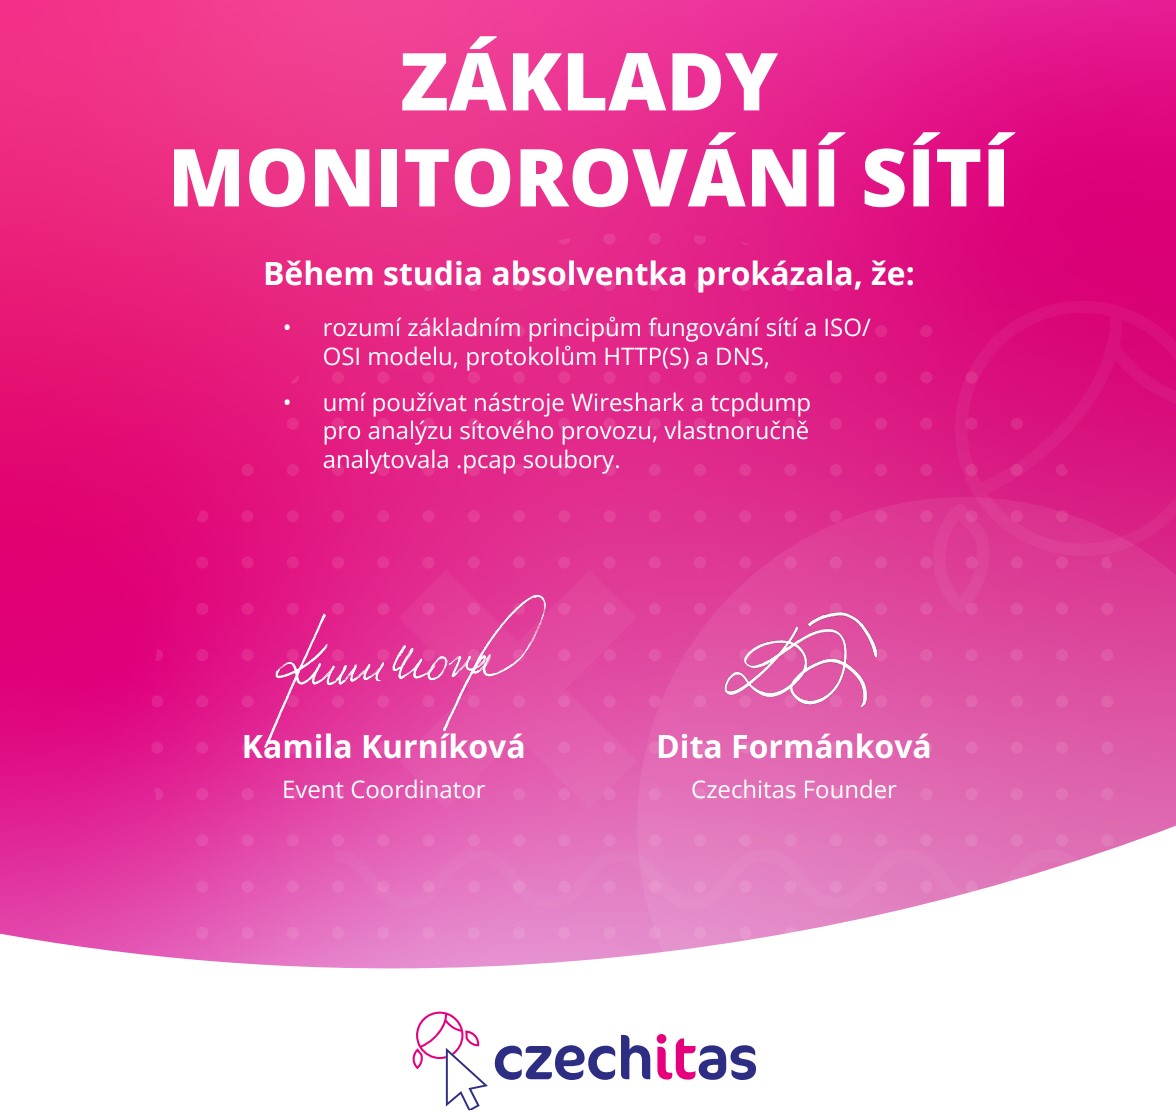 ZÁKLADY
MONITOROVÁNÍ SÍTÍ
Během studia absolventka prokázala, že:
• rozumí základním principům fungování sítí a ISO/
OSI modelu, protokolům HTTP(S) a DNS,
• umí používat nástroje Wireshark a tcpdump
pro analýzu sítového provozu, vlastnoručně
analytovala .pcap soubory.
Kamila Kurníková
Event Coordinator
Dita Formánková
Czechitas Founder
czechitas